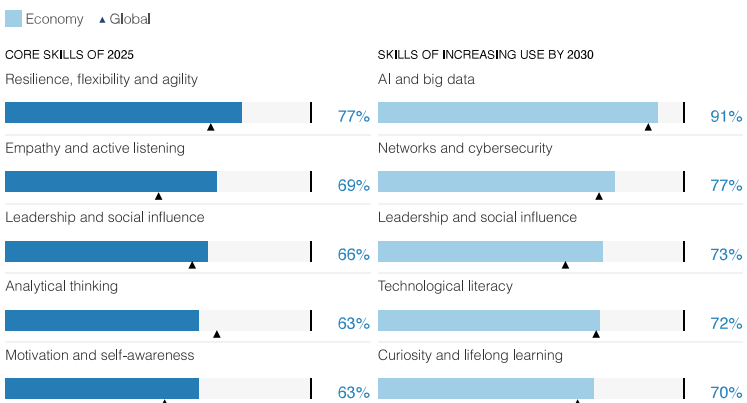 Economy Global
CORE SKILLS OF 2025
Resilience, flexibility and agility
77%
Empathy and active listening
69%
Leadership and social influence
66%
Analytical thinking
63%
Motivation and self-awareness
63%
SKILLS OF INCREASING USE BY 2030
AI and big data
91%
Networks and cybersecurity
77%
Leadership and social influence
73%
Technological literacy
72%
Curiosity and lifelong learning
70%